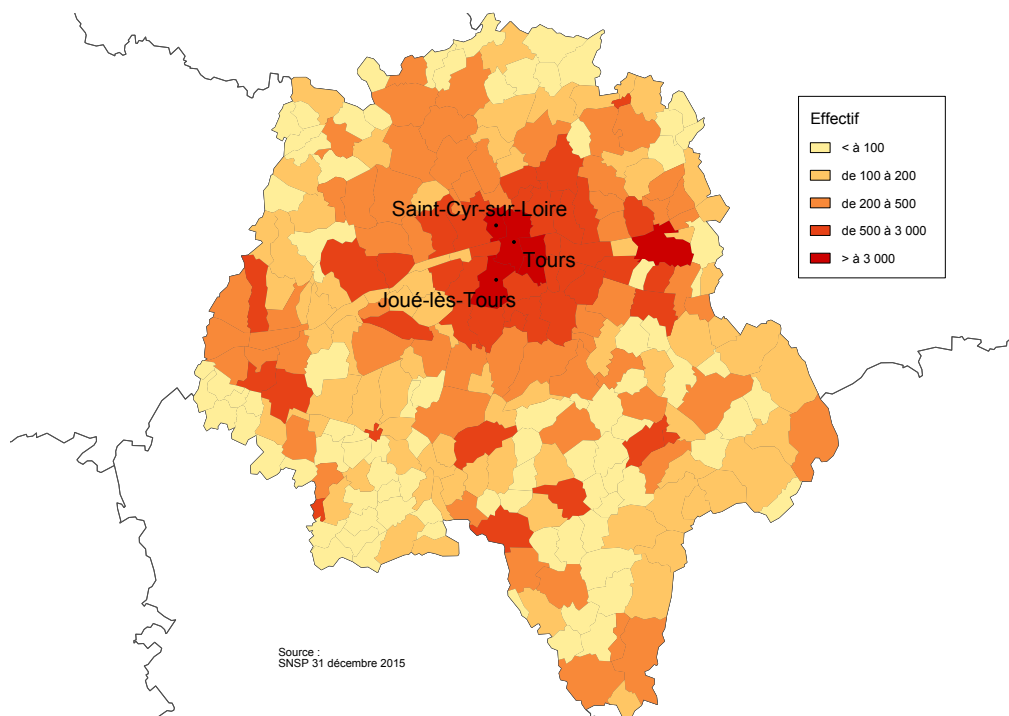 Effectif
< à 100
de 100 à 200
de 200 à 500
de 500 à 3 000
> à 3 000
Saint-Cyr-sur-Loire
Tours
Joué-lès-Tours
Source :
SNSP 31 décembre 2015